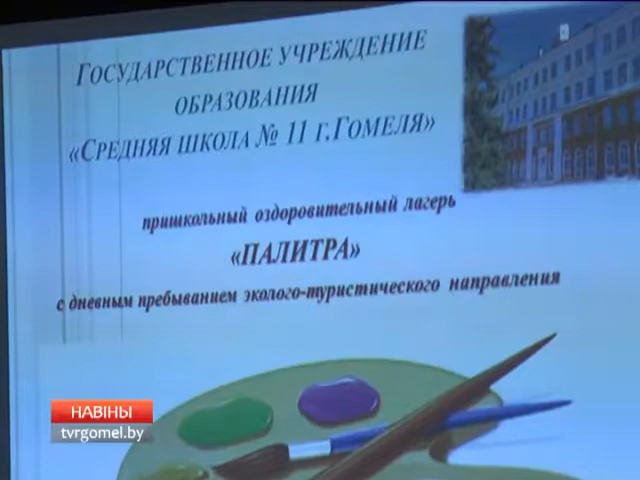 ГОСУДАРСТВЕННОЕ УЧРЕЖДЕНИЕ
ОБРАЗОВАНИЯ
«СРЕДНЯЯ ШКОЛА № 11 г.ГОМЕЛЯ»
пришкольный оздоровительный лагерь
«ПАЛИТРА»
с дневным пребыванием эколого-туристического направления
НАВІНЫ
tvrgomel.by